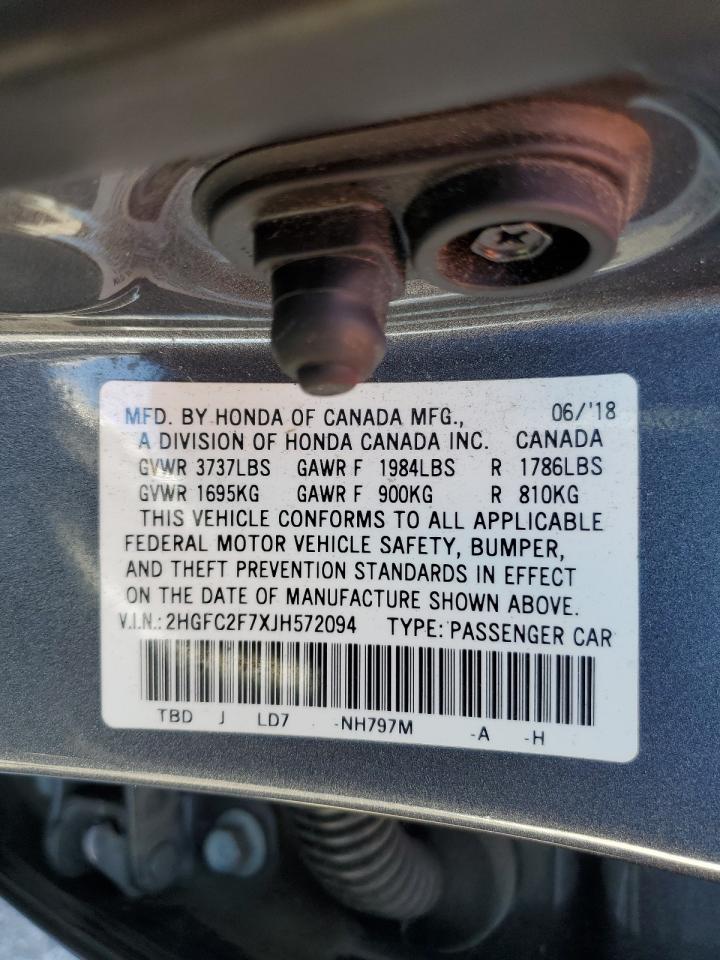 MFD. BY HONDA OF CANADA MFG., 06/'18
A DIVISION OF HONDA CANADA INC. CANADA
GVWR 3737LBS GAWR F 1984LBS R 1786LBS
GVWR 1695KG GAWR F 900KG R 810KG
THIS VEHICLE CONFORMS TO ALL APPLICABLE
FEDERAL MOTOR VEHICLE SAFETY, BUMPER,
AND THEFT PREVENTION STANDARDS IN EFFECT
ON THE DATE OF MANUFACTURE SHOWN ABOVE.
V.I.N.: 2HGFC2F7XJH572094 TYPE: PASSENGER CAR
TBD J LD7 -NH797M -A -H